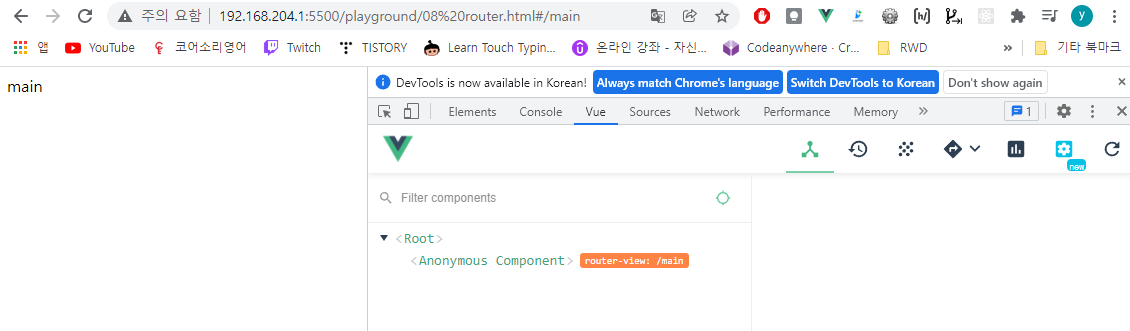 주의 요함 192.168.204.1:5500/playground/08%20router.html#/main y
앱 YouTube 코어소리영어 Twitch TISTORY Learn Touch Typin... 온라인 강좌 - 자신... Codeanywhere · Cr... RWD » 기타 북마크
main
DevTools is now available in Korean! Always match Chrome's language Switch DevTools to Korean Don't show again
Elements Console Vue Sources Network Performance Memory » 1
new
Filter components
<Root>
<Anonymous Component> router-view: /main